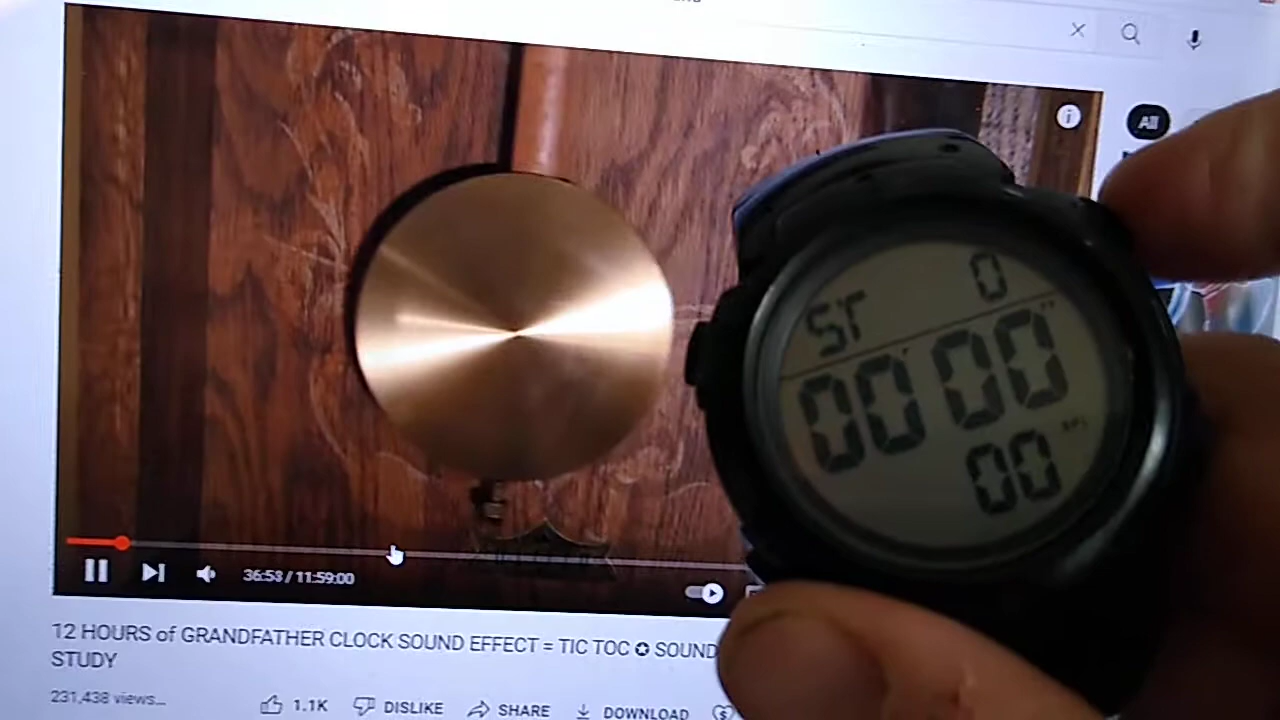 All
ST 0
00 00
00
36:53 / 11:59:00
12 HOURS of GRANDFATHER CLOCK SOUND EFFECT = TIC TOC ✪ SOUND
STUDY
231,438 views...
1.1K DISLIKE SHARE DOWNLOAD